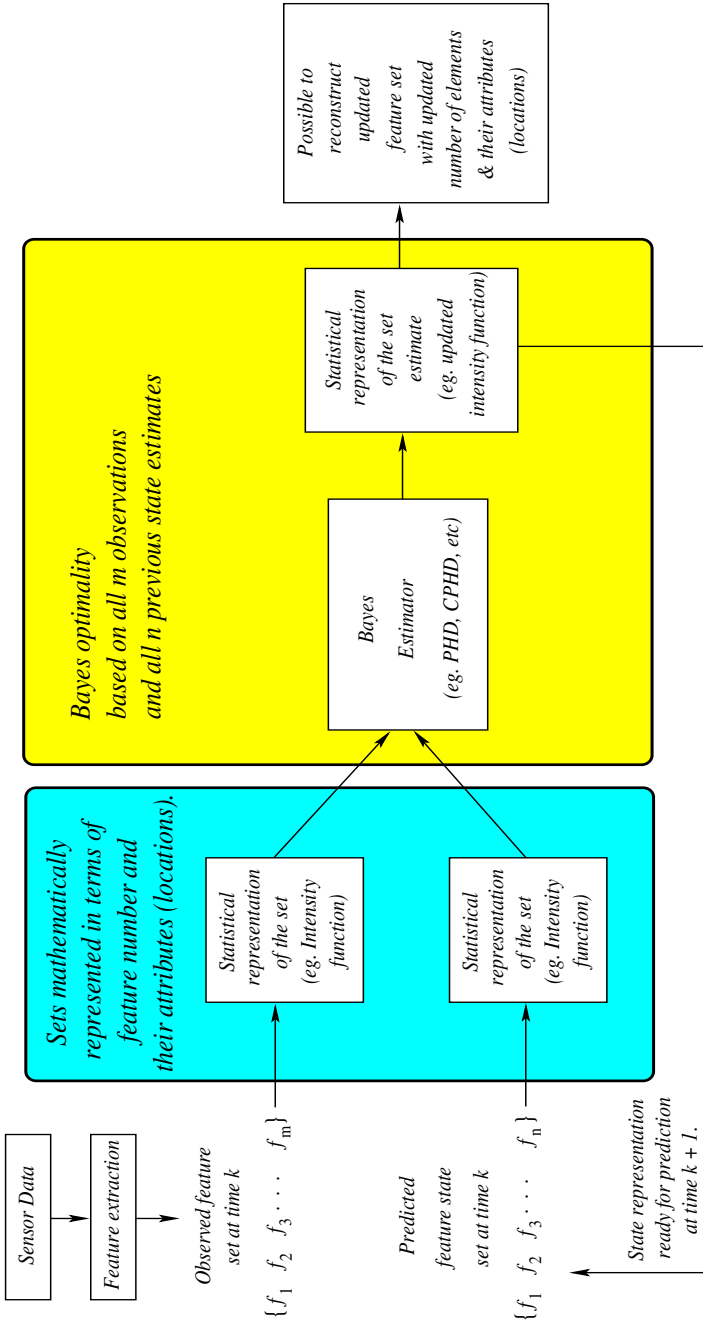 Sensor Data
Feature extraction
Observed feature
set at time k
{f1 f2 f3 . . . fm}
Predicted
feature state
set at time k
{f1 f2 f3 . . . fn}
State representation
ready for prediction
at time k + 1.
Sets mathematically
represented in terms of
feature number and
their attributes (locations).
Statistical
representation
of the set
(eg. Intensity
function)
Statistical
representation
of the set
(eg. Intensity
function)
Bayes optimality
based on all m observations
and all n previous state estimates
Bayes
Estimator
(eg. PHD, CPHD, etc)
Statistical
representation
of the set
estimate
(eg. updated
intensity function)
Possible to
reconstruct
updated
feature set
with updated
number of elements
& their attributes
(locations)